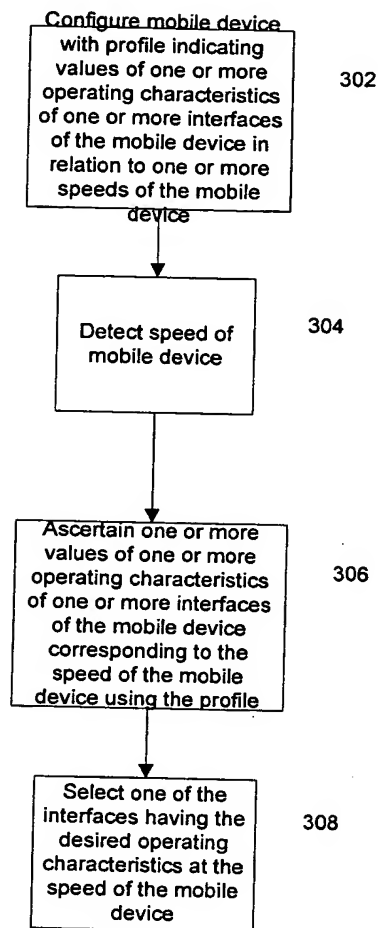 Configure mobile device
with profile indicating
values of one or more
operating characteristics
of one or more interfaces
of the mobile device in
relation to one or more
speeds of the mobile
device
302
Detect speed of
mobile device
304
Ascertain one or more
values of one or more
operating characteristics
of one or more interfaces
of the mobile device
corresponding to the
speed of the mobile
device using the profile
306
Select one of the
interfaces having the
desired operating
characteristics at the
speed of the mobile
device
308